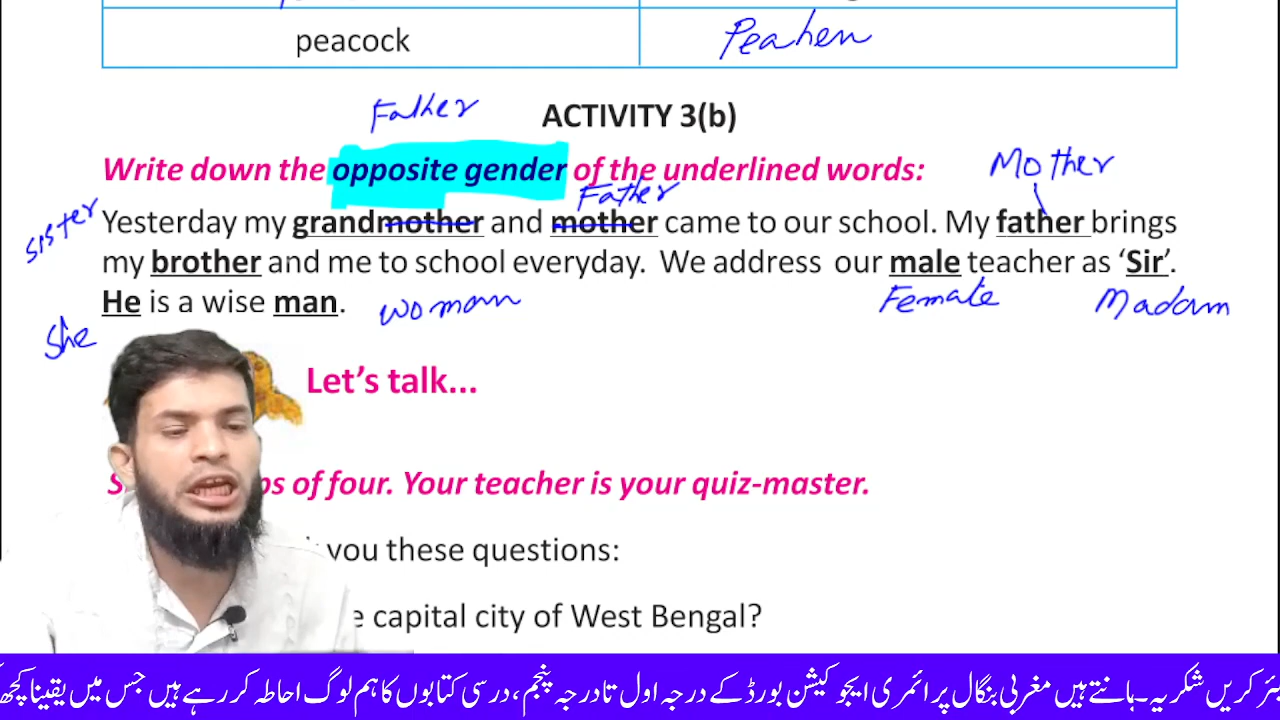 peacock Peahen
Father
ACTIVITY 3(b)
Write down the opposite gender of the underlined words:
Mother
Father
sister
Yesterday my grandmother and mother came to our school. My father brings
my brother and me to school everyday. We address our male teacher as ‘Sir’.
He is a wise man.
woman Female Madam
She
Let's talk...
S os of four. Your teacher is your quiz-master.
you these questions:
e capital city of West Bengal?
ئر کریں شکریہ۔ہانتے ہیں مغربی بنگال پرائمری ایجوکیشن بورڈ کے درجہ اول تا درجہ پنجم ،درسی کتابوں کا ہم لوگ احاطہ کر رہے ہیں جس میں یقینا کچھ